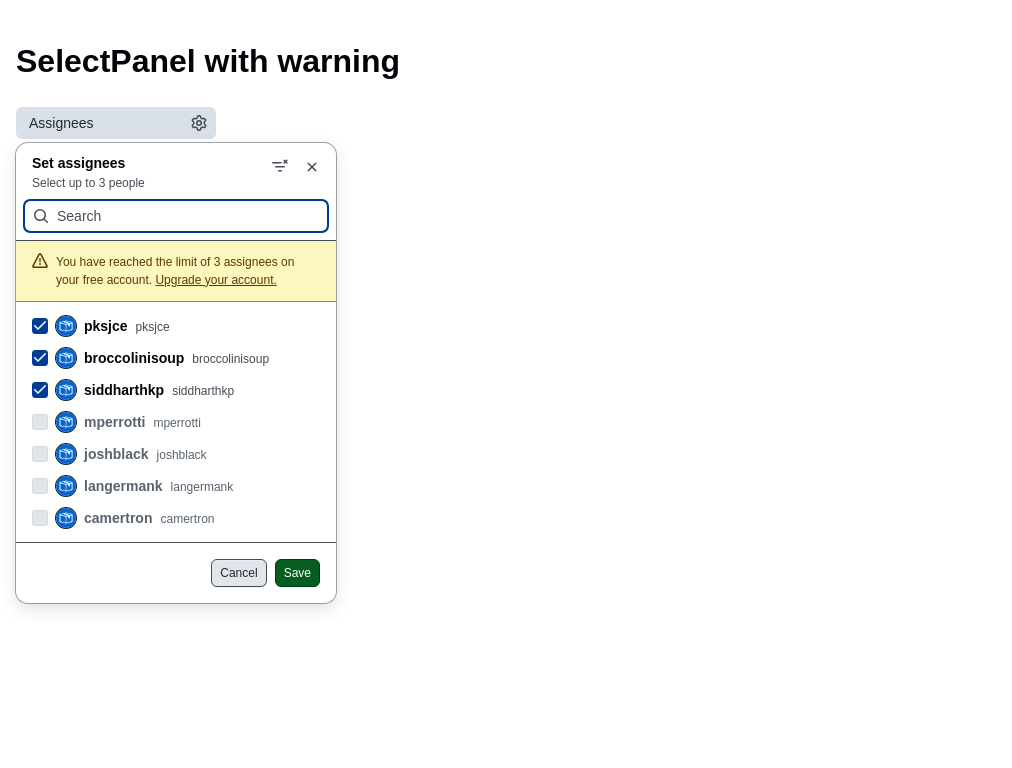 SelectPanel with warning
Assignees
Set assignees
Select up to 3 people
Search
You have reached the limit of 3 assignees on
your free account. Upgrade your account.
pksjce pksjce
broccolinisoup broccolinisoup
siddharthkp siddharthkp
mperrotti mperrotti
joshblack joshblack
langermank langermank
camertron camertron
Cancel Save